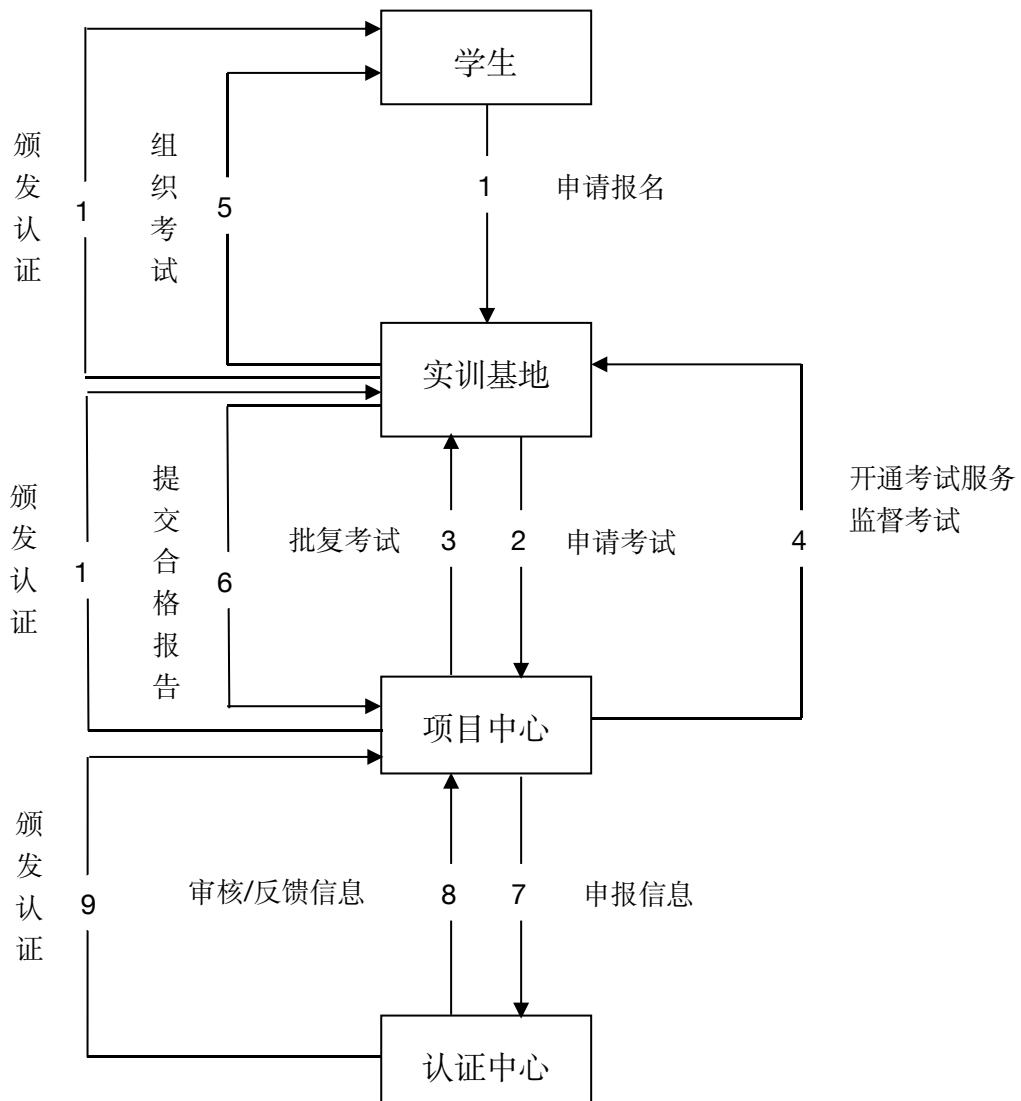 学生
颁发认证
1
组织考试
5
1
申请报名
实训基地
颁发认证
1
提交合格报告
6
批复考试
3
2
申请考试
4
开通考试服务
监督考试
项目中心
颁发认证
9
审核/反馈信息
8
7
申报信息
认证中心